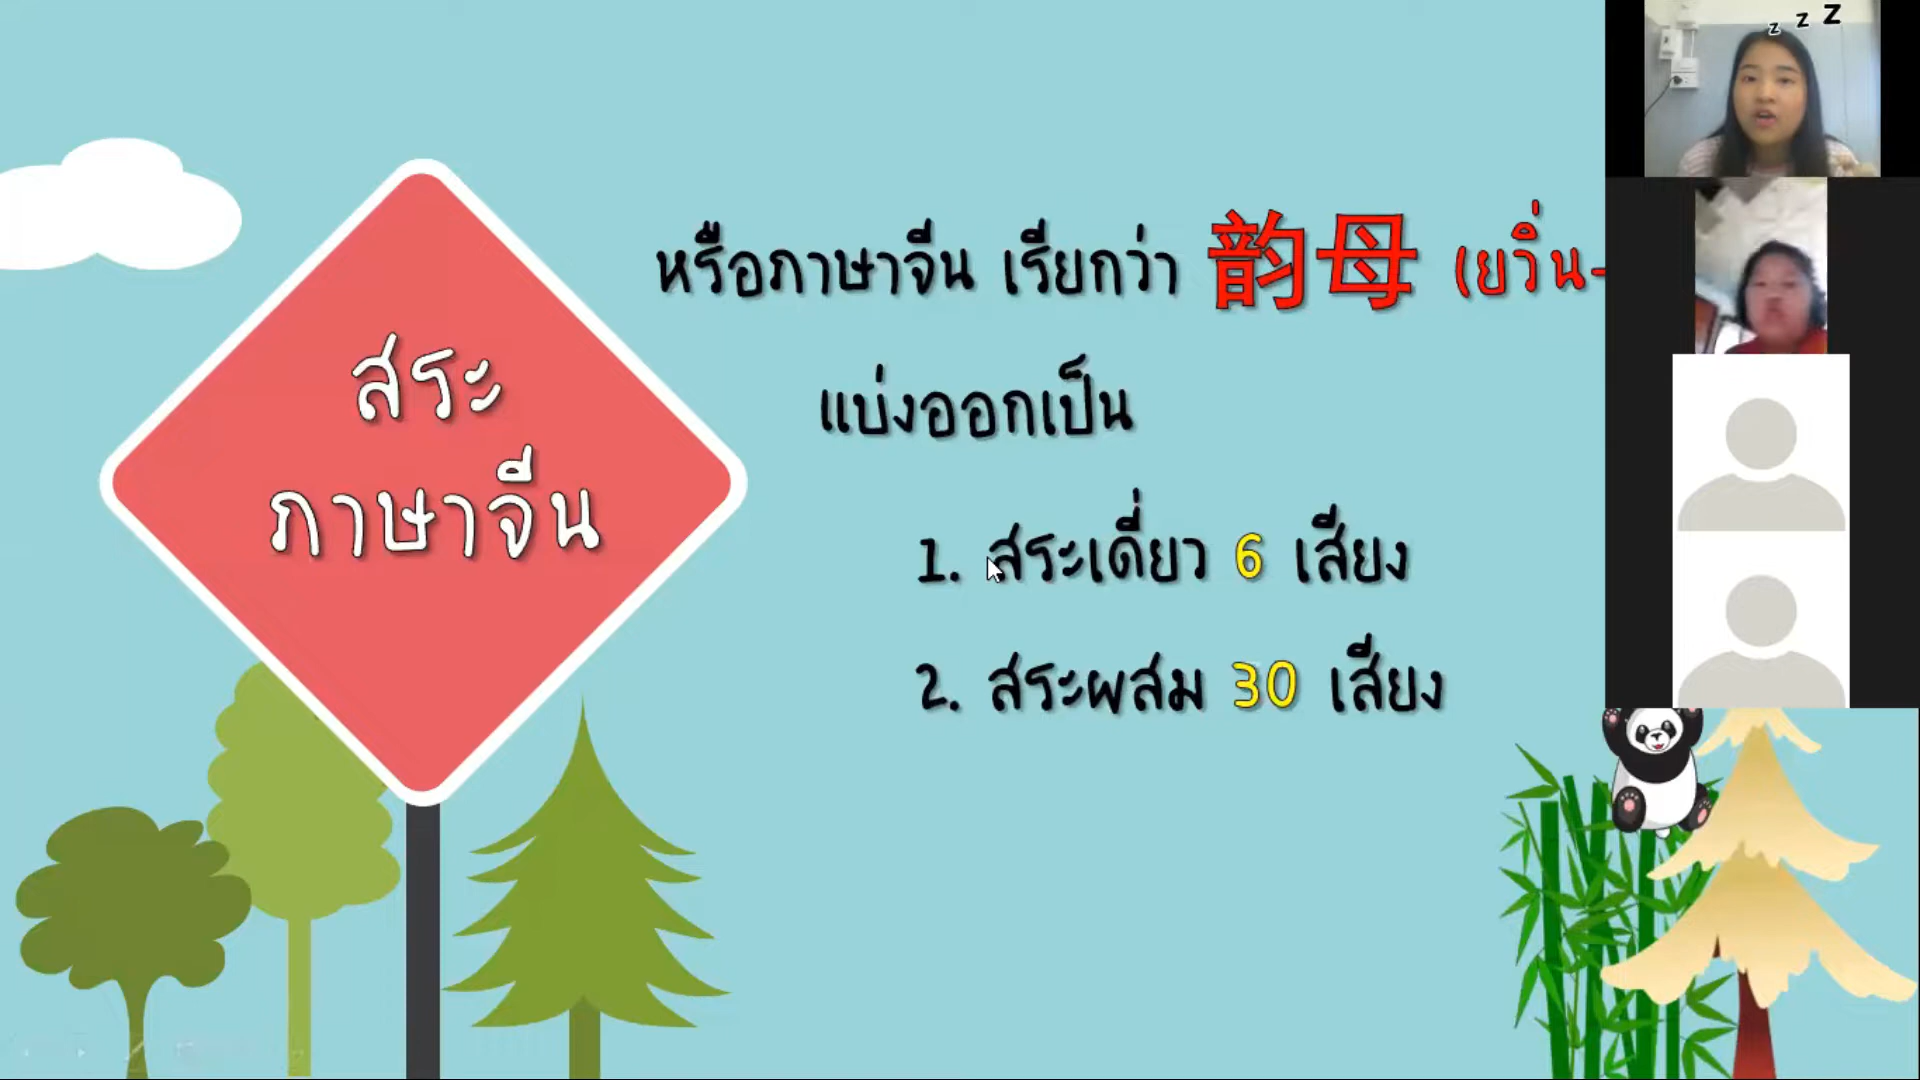 z z Z
สระ
ภาษาจีน
หรือภาษาจีน เรียกว่า 韵母 (ยวิ่น-
แบ่งออกเป็น
1. สระเดี่ยว 6 เสียง
2. สระผสม 30 เสียง